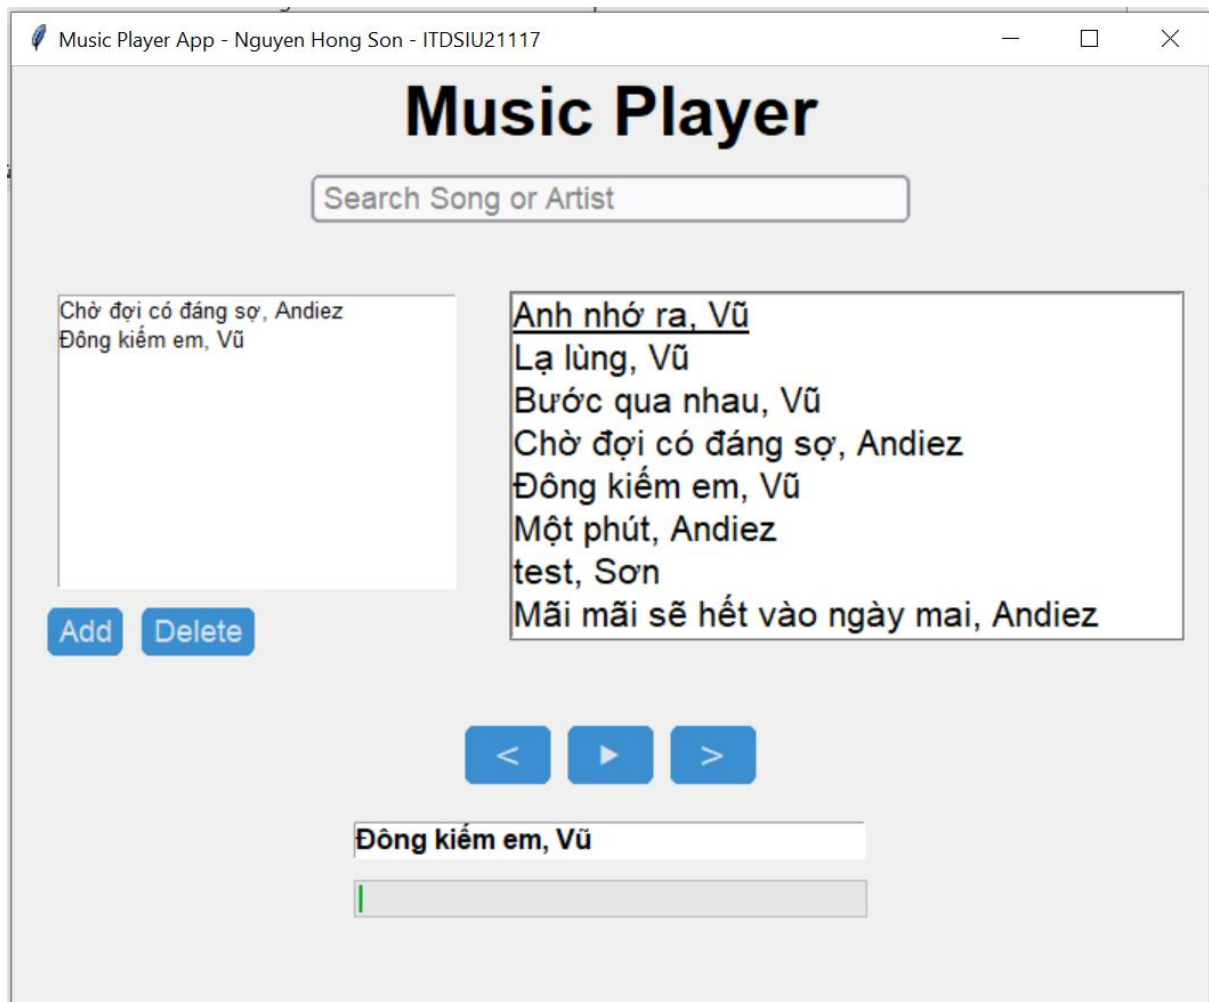 Music Player App - Nguyen Hong Son - ITDSIU21117
Music Player
Search Song or Artist
Chờ đợi có đáng sợ, Andiez
Đông kiếm em, Vũ
Add
Delete
Anh nhớ ra, Vũ
Lạ lùng, Vũ
Bước qua nhau, Vũ
Chờ đợi có đáng sợ, Andiez
Đông kiếm em, Vũ
Một phút, Andiez
test, Sơn
Mãi mãi sẽ hết vào ngày mai, Andiez
< ▶ >
Đông kiếm em, Vũ